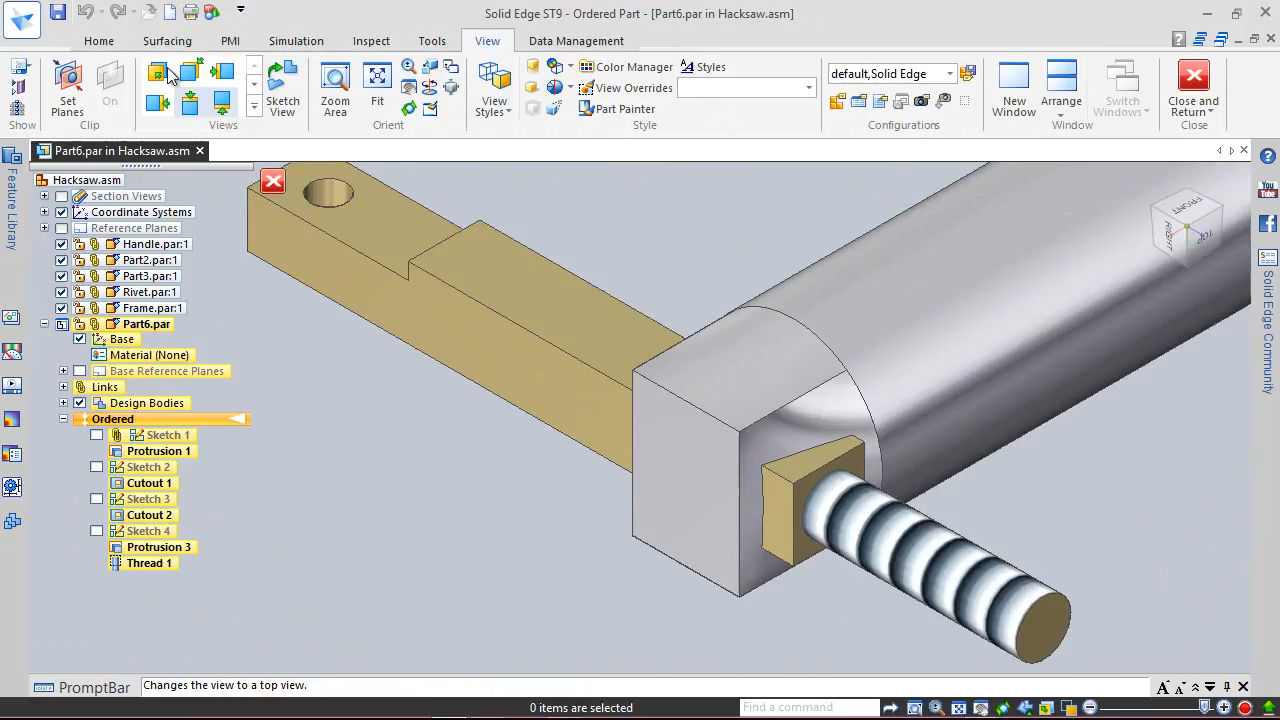 Solid Edge ST9 - Ordered Part - [Part6.par in Hacksaw.asm]
Home Surfacing PMI Simulation Inspect Tools View Data Management
Set Planes
On
Sketch View
Zoom Area
Fit
View Styles
Color Manager
Styles
View Overrides
Part Painter
default,Solid Edge
New Window
Arrange
Switch Windows
Close and Return
Show Clip Views Orient Style Configurations Window Close
Part6.par in Hacksaw.asm
Feature Library
Hacksaw.asm
Section Views
Coordinate Systems
Reference Planes
Handle.par:1
Part2.par:1
Part3.par:1
Rivet.par:1
Frame.par:1
Part6.par
Base
Material (None)
Base Reference Planes
Links
Design Bodies
Ordered
Sketch 1
Protrusion 1
Sketch 2
Cutout 1
Sketch 3
Cutout 2
Sketch 4
Protrusion 3
Thread 1
FRONT
RIGHT
TOP
You Tube
Solid Edge Community
PromptBar
Changes the view to a top view.
0 items are selected
Find a command